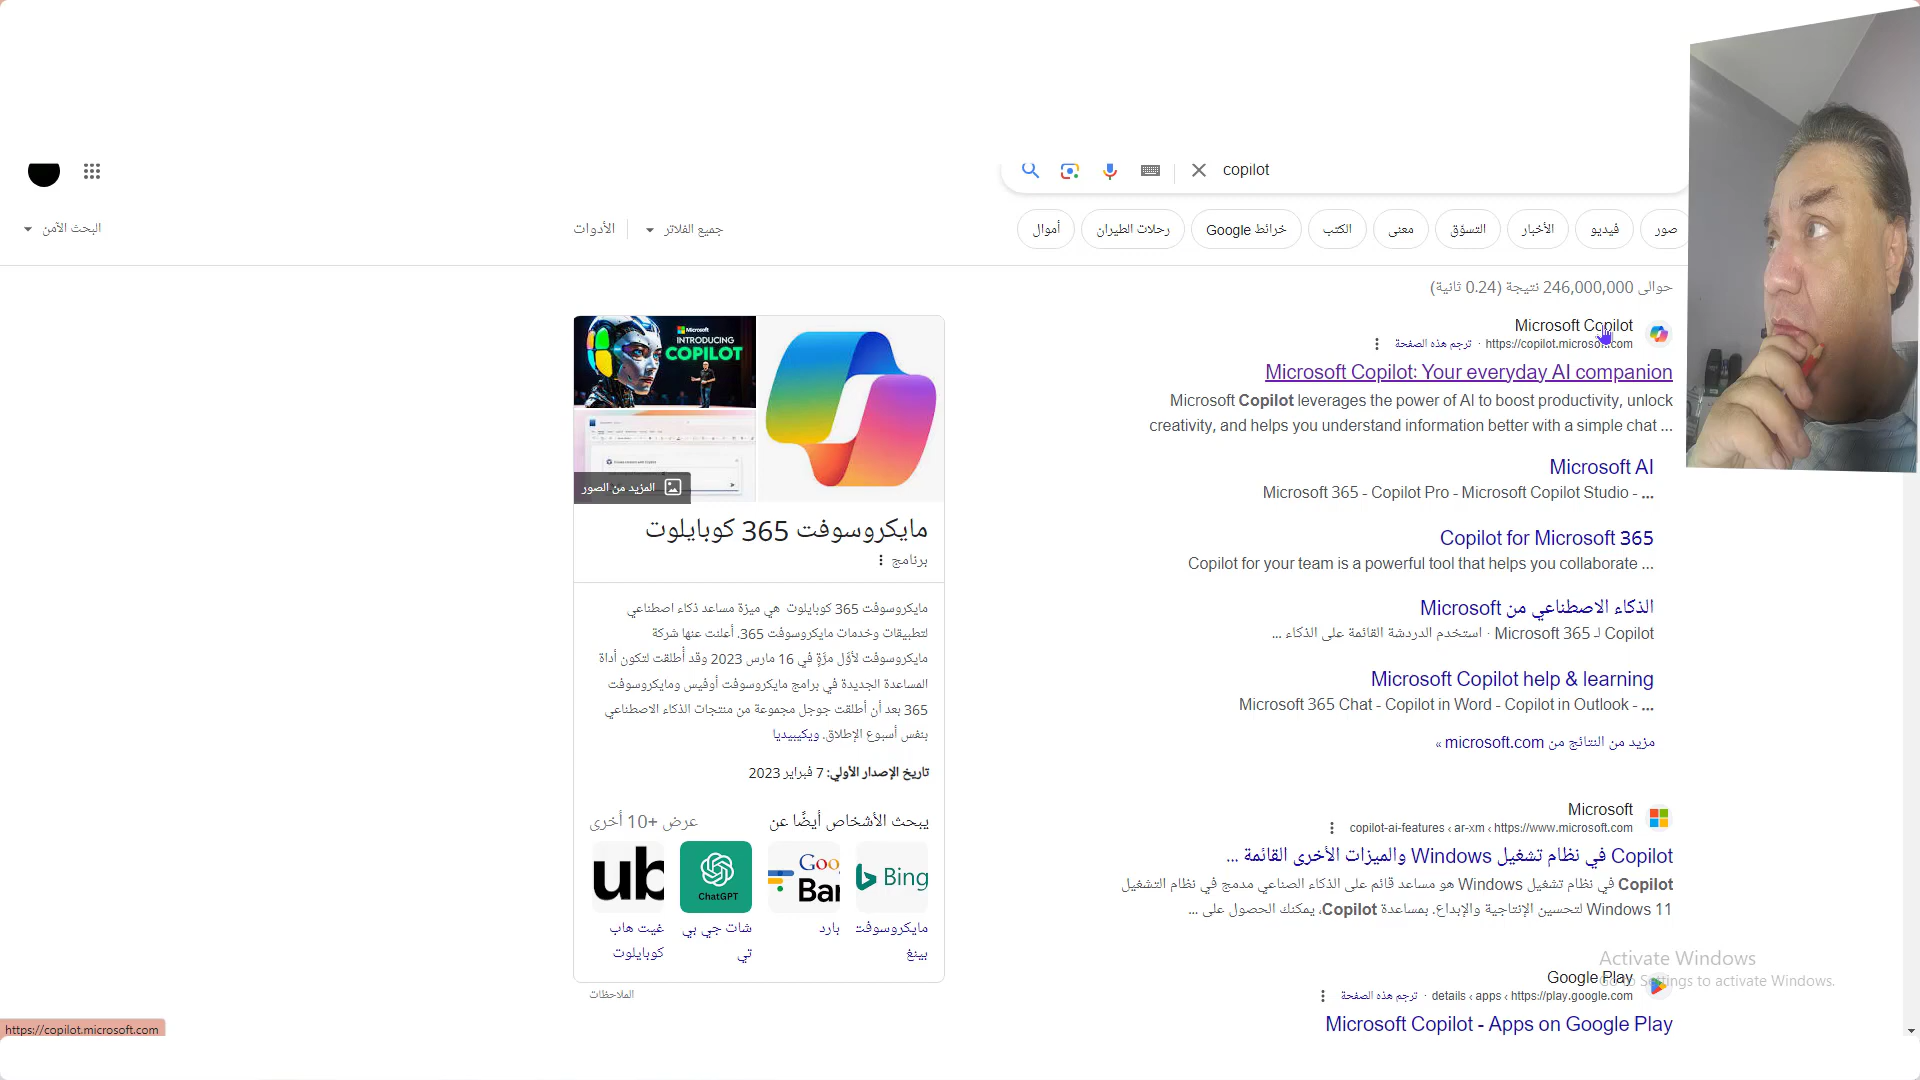 copilot
صور
فيديو
الأخبار
التسوّق
معنى
الكتب
خرائط Google
رحلات الطيران
أموال
جميع الفلاتر
الأدوات
البحث الآمن
حوالى 246,000,000 نتيجة (0.24 ثانية)
Microsoft Copilot
https://copilot.microsoft.com · ترجم هذه الصفحة
Microsoft Copilot: Your everyday AI companion
Microsoft Copilot leverages the power of AI to boost productivity, unlock
creativity, and helps you understand information better with a simple chat ...
Microsoft AI
Microsoft 365 - Copilot Pro - Microsoft Copilot Studio - ...
Copilot for Microsoft 365
Copilot for your team is a powerful tool that helps you collaborate ...
الذكاء الاصطناعي من Microsoft
Copilot لـ Microsoft 365 · استخدم الدردشة القائمة على الذكاء ...
Microsoft Copilot help & learning
Microsoft 365 Chat - Copilot in Word - Copilot in Outlook - ...
مزيد من النتائج من microsoft.com »
Microsoft
https://www.microsoft.com › ar-xm › copilot-ai-features
Copilot في نظام تشغيل Windows والميزات الأخرى القائمة ...
Copilot في نظام تشغيل Windows هو مساعد قائم على الذكاء الصناعي مدمج في نظام التشغيل
Windows 11 لتحسين الإنتاجية والإبداع. بمساعدة Copilot، يمكنك الحصول على ...
Google Play
https://play.google.com › apps › details · ترجم هذه الصفحة
Microsoft Copilot - Apps on Google Play
Microsoft
INTRODUCING
COPILOT
المزيد من الصور
مايكروسوفت 365 كوبايلوت
برنامج
مايكروسوفت 365 كوبايلوت هي ميزة مساعد ذكاء اصطناعي
لتطبيقات وخدمات مايكروسوفت 365. أعلنت عنها شركة
مايكروسوفت لأوّل مرّةٍ في 16 مارس 2023 وقد أُطلقت لتكون أداة
المساعدة الجديدة في برامج مايكروسوفت أوفيس ومايكروسوفت
365 بعد أن أطلقت جوجل مجموعة من منتجات الذكاء الاصطناعي
بنفس أسبوع الإطلاق. ويكيبيديا
تاريخ الإصدار الأولي: 7 فبراير 2023
يبحث الأشخاص أيضًا عن
عرض +10 أخرى
Bing
Goo
Bar
ChatGPT
ub
مايكروسوفت بينغ
بارد
شات جي بي تي
غيت هاب كوبايلوت
الملاحظات
Activate Windows
Go to Settings to activate Windows.
https://copilot.microsoft.com